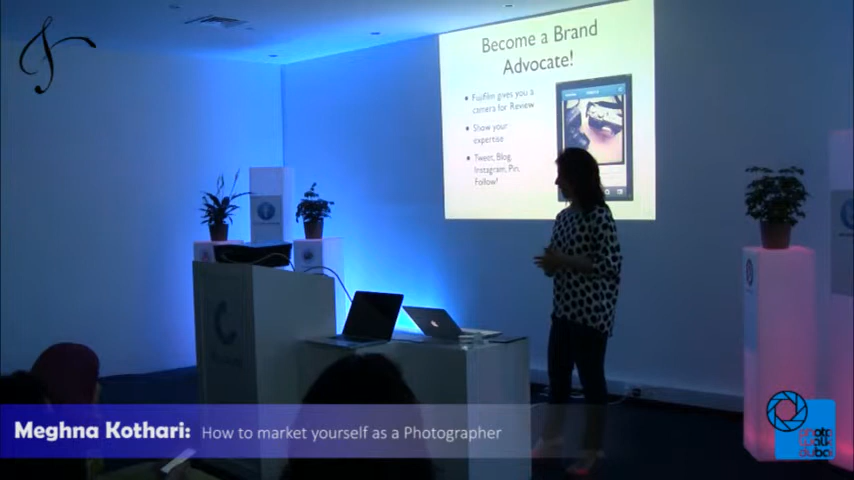 Become a Brand
Advocate!
• Fujifilm gives you a
camera for Review
• Show your
expertise
• Tweet, Blog,
Instagram, Pin,
Follow!
Meghna Kothari: How to market yourself as a Photographer